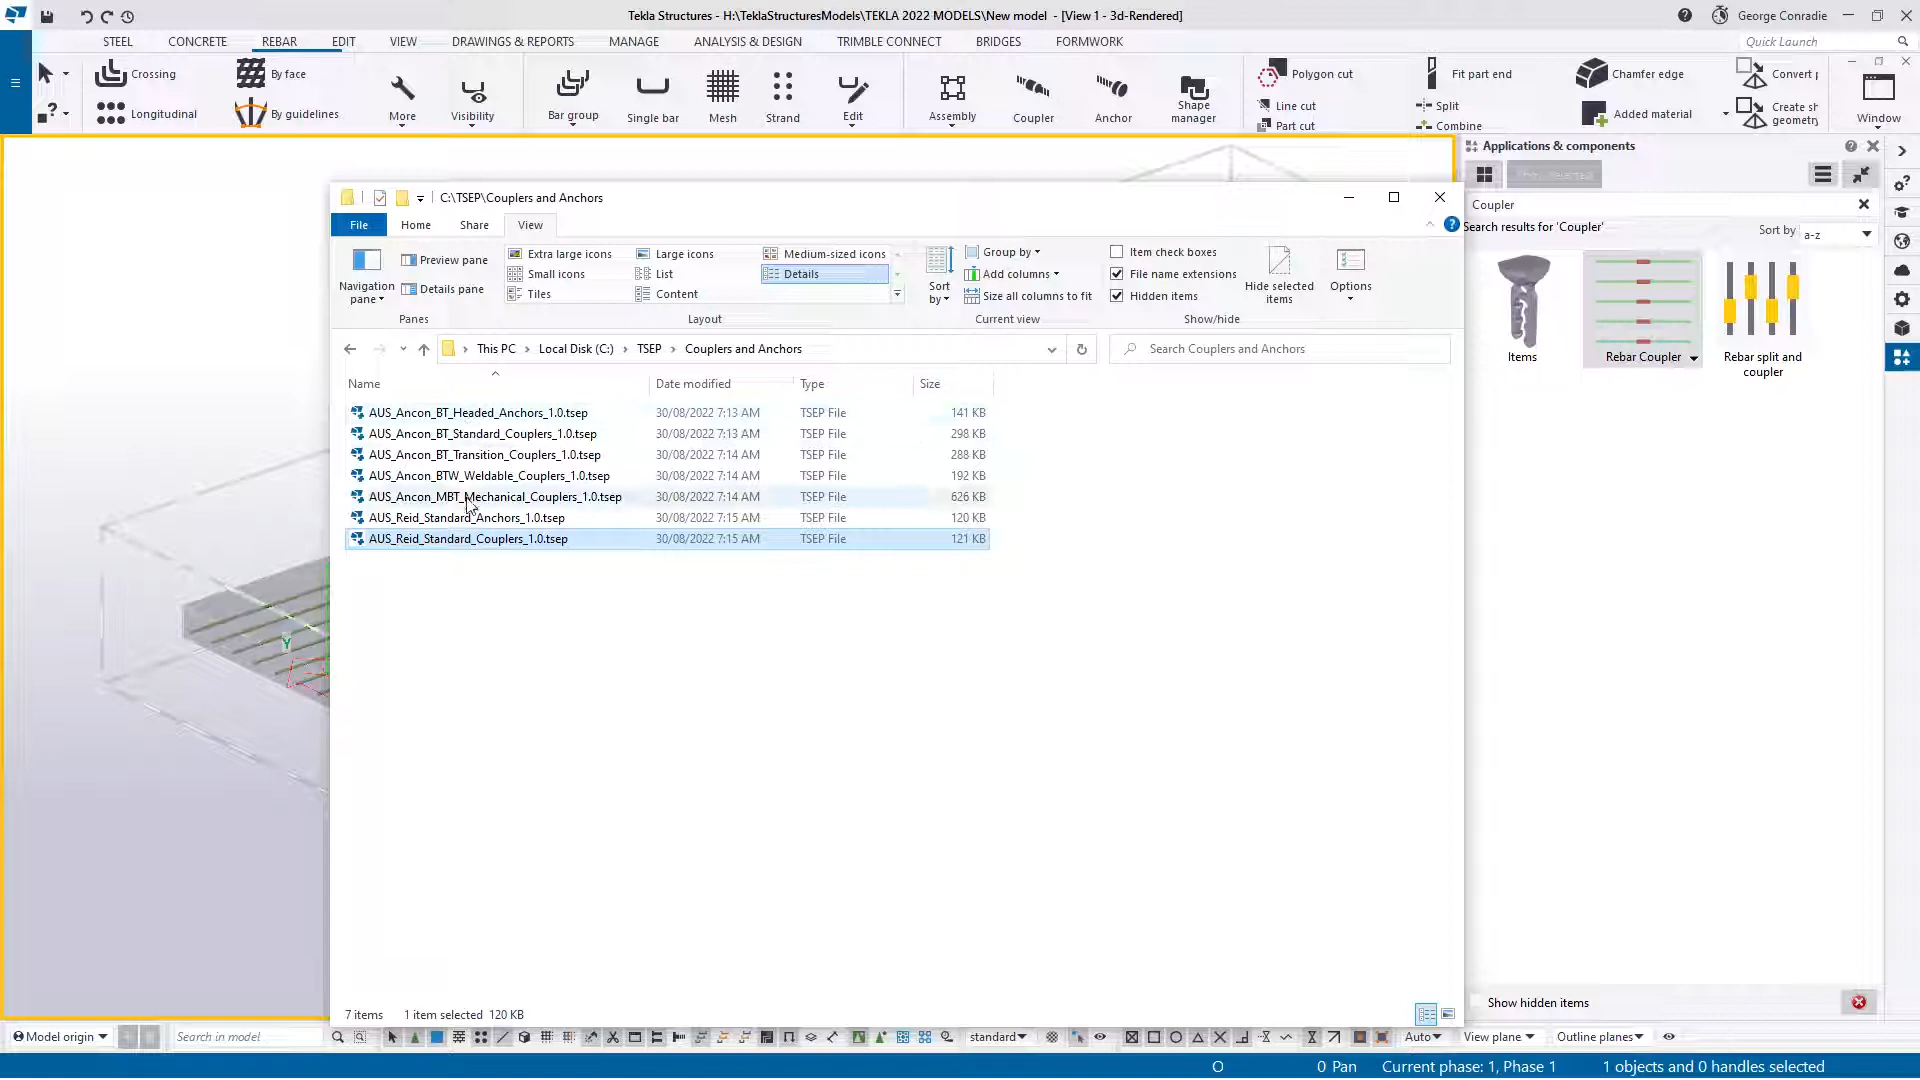 Tekla Structures - H:\TeklaStructuresModels\TEKLA 2022 MODELS\New model - [View 1 - 3d-Rendered]
George Conradie
STEEL CONCRETE REBAR EDIT VIEW DRAWINGS & REPORTS MANAGE ANALYSIS & DESIGN TRIMBLE CONNECT BRIDGES FORMWORK
Quick Launch
Crossing
Longitudinal
By face
By guidelines
More
Visibility
Bar group
Single bar
Mesh
Strand
Edit
Assembly
Coupler
Anchor
Shape
manager
Polygon cut
Line cut
Part cut
Fit part end
Split
Combine
Chamfer edge
Added material
Convert
Create sh
geometry
Window
Applications & components
Coupler
Search results for 'Coupler'
Sort by a-z
Items
Rebar Coupler
Rebar split and
coupler
Show hidden items
C:\TSEP\Couplers and Anchors
File Home Share View
Navigation
pane
Preview pane
Details pane
Panes
Extra large icons Large icons Medium-sized icons
Small icons List Details
Tiles Content
Layout
Sort
by
Group by
Add columns
Size all columns to fit
Current view
Item check boxes
File name extensions
Hidden items
Hide selected
items
Options
Show/hide
This PC Local Disk (C:) TSEP Couplers and Anchors
Search Couplers and Anchors
Name Date modified Type Size
AUS_Ancon_BT_Headed_Anchors_1.0.tsep 30/08/2022 7:13 AM TSEP File 141 KB
AUS_Ancon_BT_Standard_Couplers_1.0.tsep 30/08/2022 7:13 AM TSEP File 298 KB
AUS_Ancon_BT_Transition_Couplers_1.0.tsep 30/08/2022 7:14 AM TSEP File 288 KB
AUS_Ancon_BTW_Weldable_Couplers_1.0.tsep 30/08/2022 7:14 AM TSEP File 192 KB
AUS_Ancon_MBT_Mechanical_Couplers_1.0.tsep 30/08/2022 7:14 AM TSEP File 626 KB
AUS_Reid_Standard_Anchors_1.0.tsep 30/08/2022 7:15 AM TSEP File 120 KB
AUS_Reid_Standard_Couplers_1.0.tsep 30/08/2022 7:15 AM TSEP File 121 KB
Y
7 items 1 item selected 120 KB
Model origin
Search in model
standard
Auto
View plane
Outline planes
O 0 Pan Current phase: 1, Phase 1 1 objects and 0 handles selected